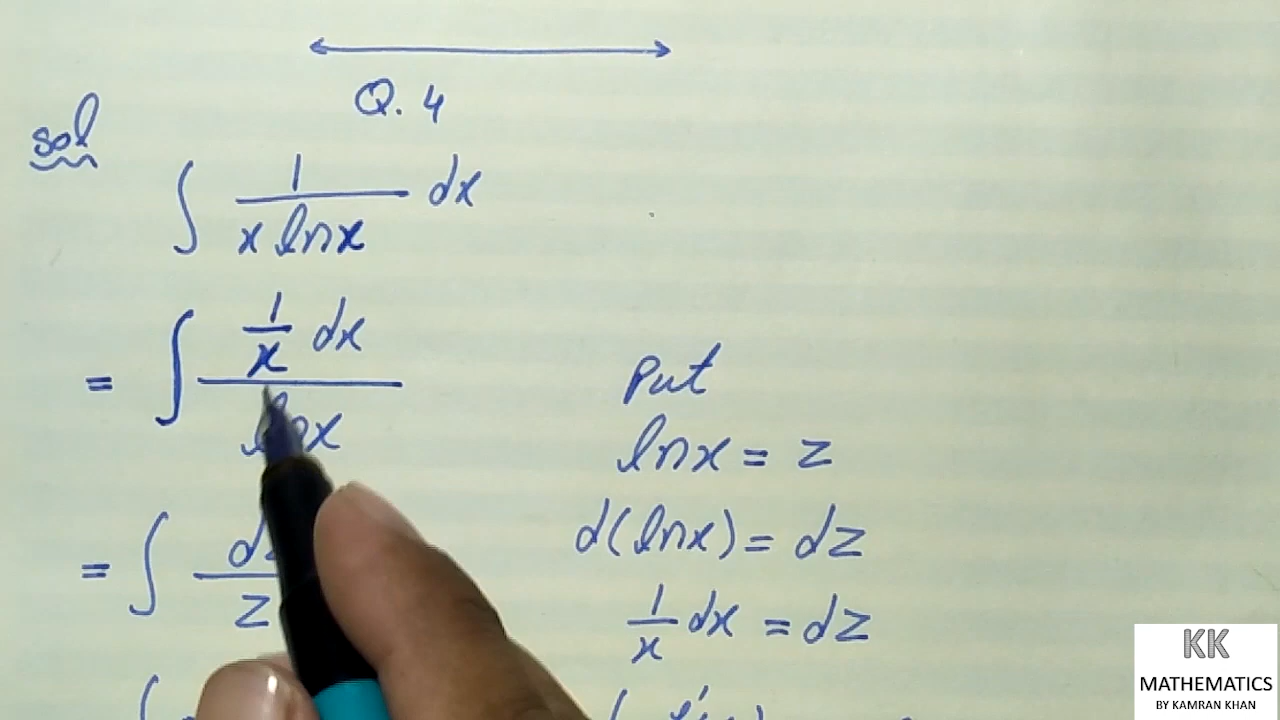 Q. 4
sol
∫ 1/(x lnx) dx
= ∫ (1/x dx)/(lnx)
Put
lnx = z
= ∫ dz/z
d(lnx) = dz
1/x dx = dz
KK
MATHEMATICS
BY KAMRAN KHAN